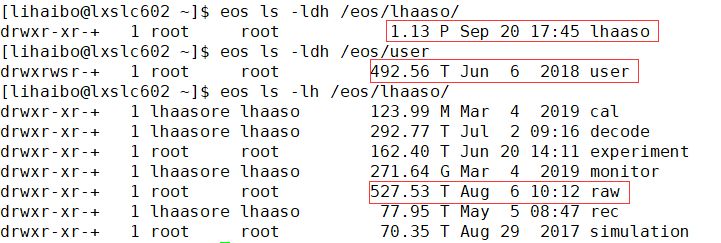 [lihaibo@lxslc602 ~]$ eos ls -ldh /eos/lhaaso/
drwxr-xr-+ 1 root root 1.13 P Sep 20 17:45 lhaaso
[lihaibo@lxslc602 ~]$ eos ls -ldh /eos/user
drwxrwsr-+ 1 root root 492.56 T Jun 6 2018 user
[lihaibo@lxslc602 ~]$ eos ls -lh /eos/lhaaso/
drwxr-xr-+ 1 lhaasore lhaaso 123.99 M Mar 4 2019 cal
drwxr-xr-+ 1 lhaasore lhaaso 292.77 T Jul 2 09:16 decode
drwxr-xr-+ 1 root root 162.40 T Jun 20 14:11 experiment
drwxr-xr-+ 1 lhaasore lhaaso 271.64 G Mar 4 2019 monitor
drwxr-xr-+ 1 root root 527.53 T Aug 6 10:12 raw
drwxr-xr-+ 1 lhaasore lhaaso 77.95 T May 5 08:47 rec
drwxr-xr-+ 1 root root 70.35 T Aug 29 2017 simulation